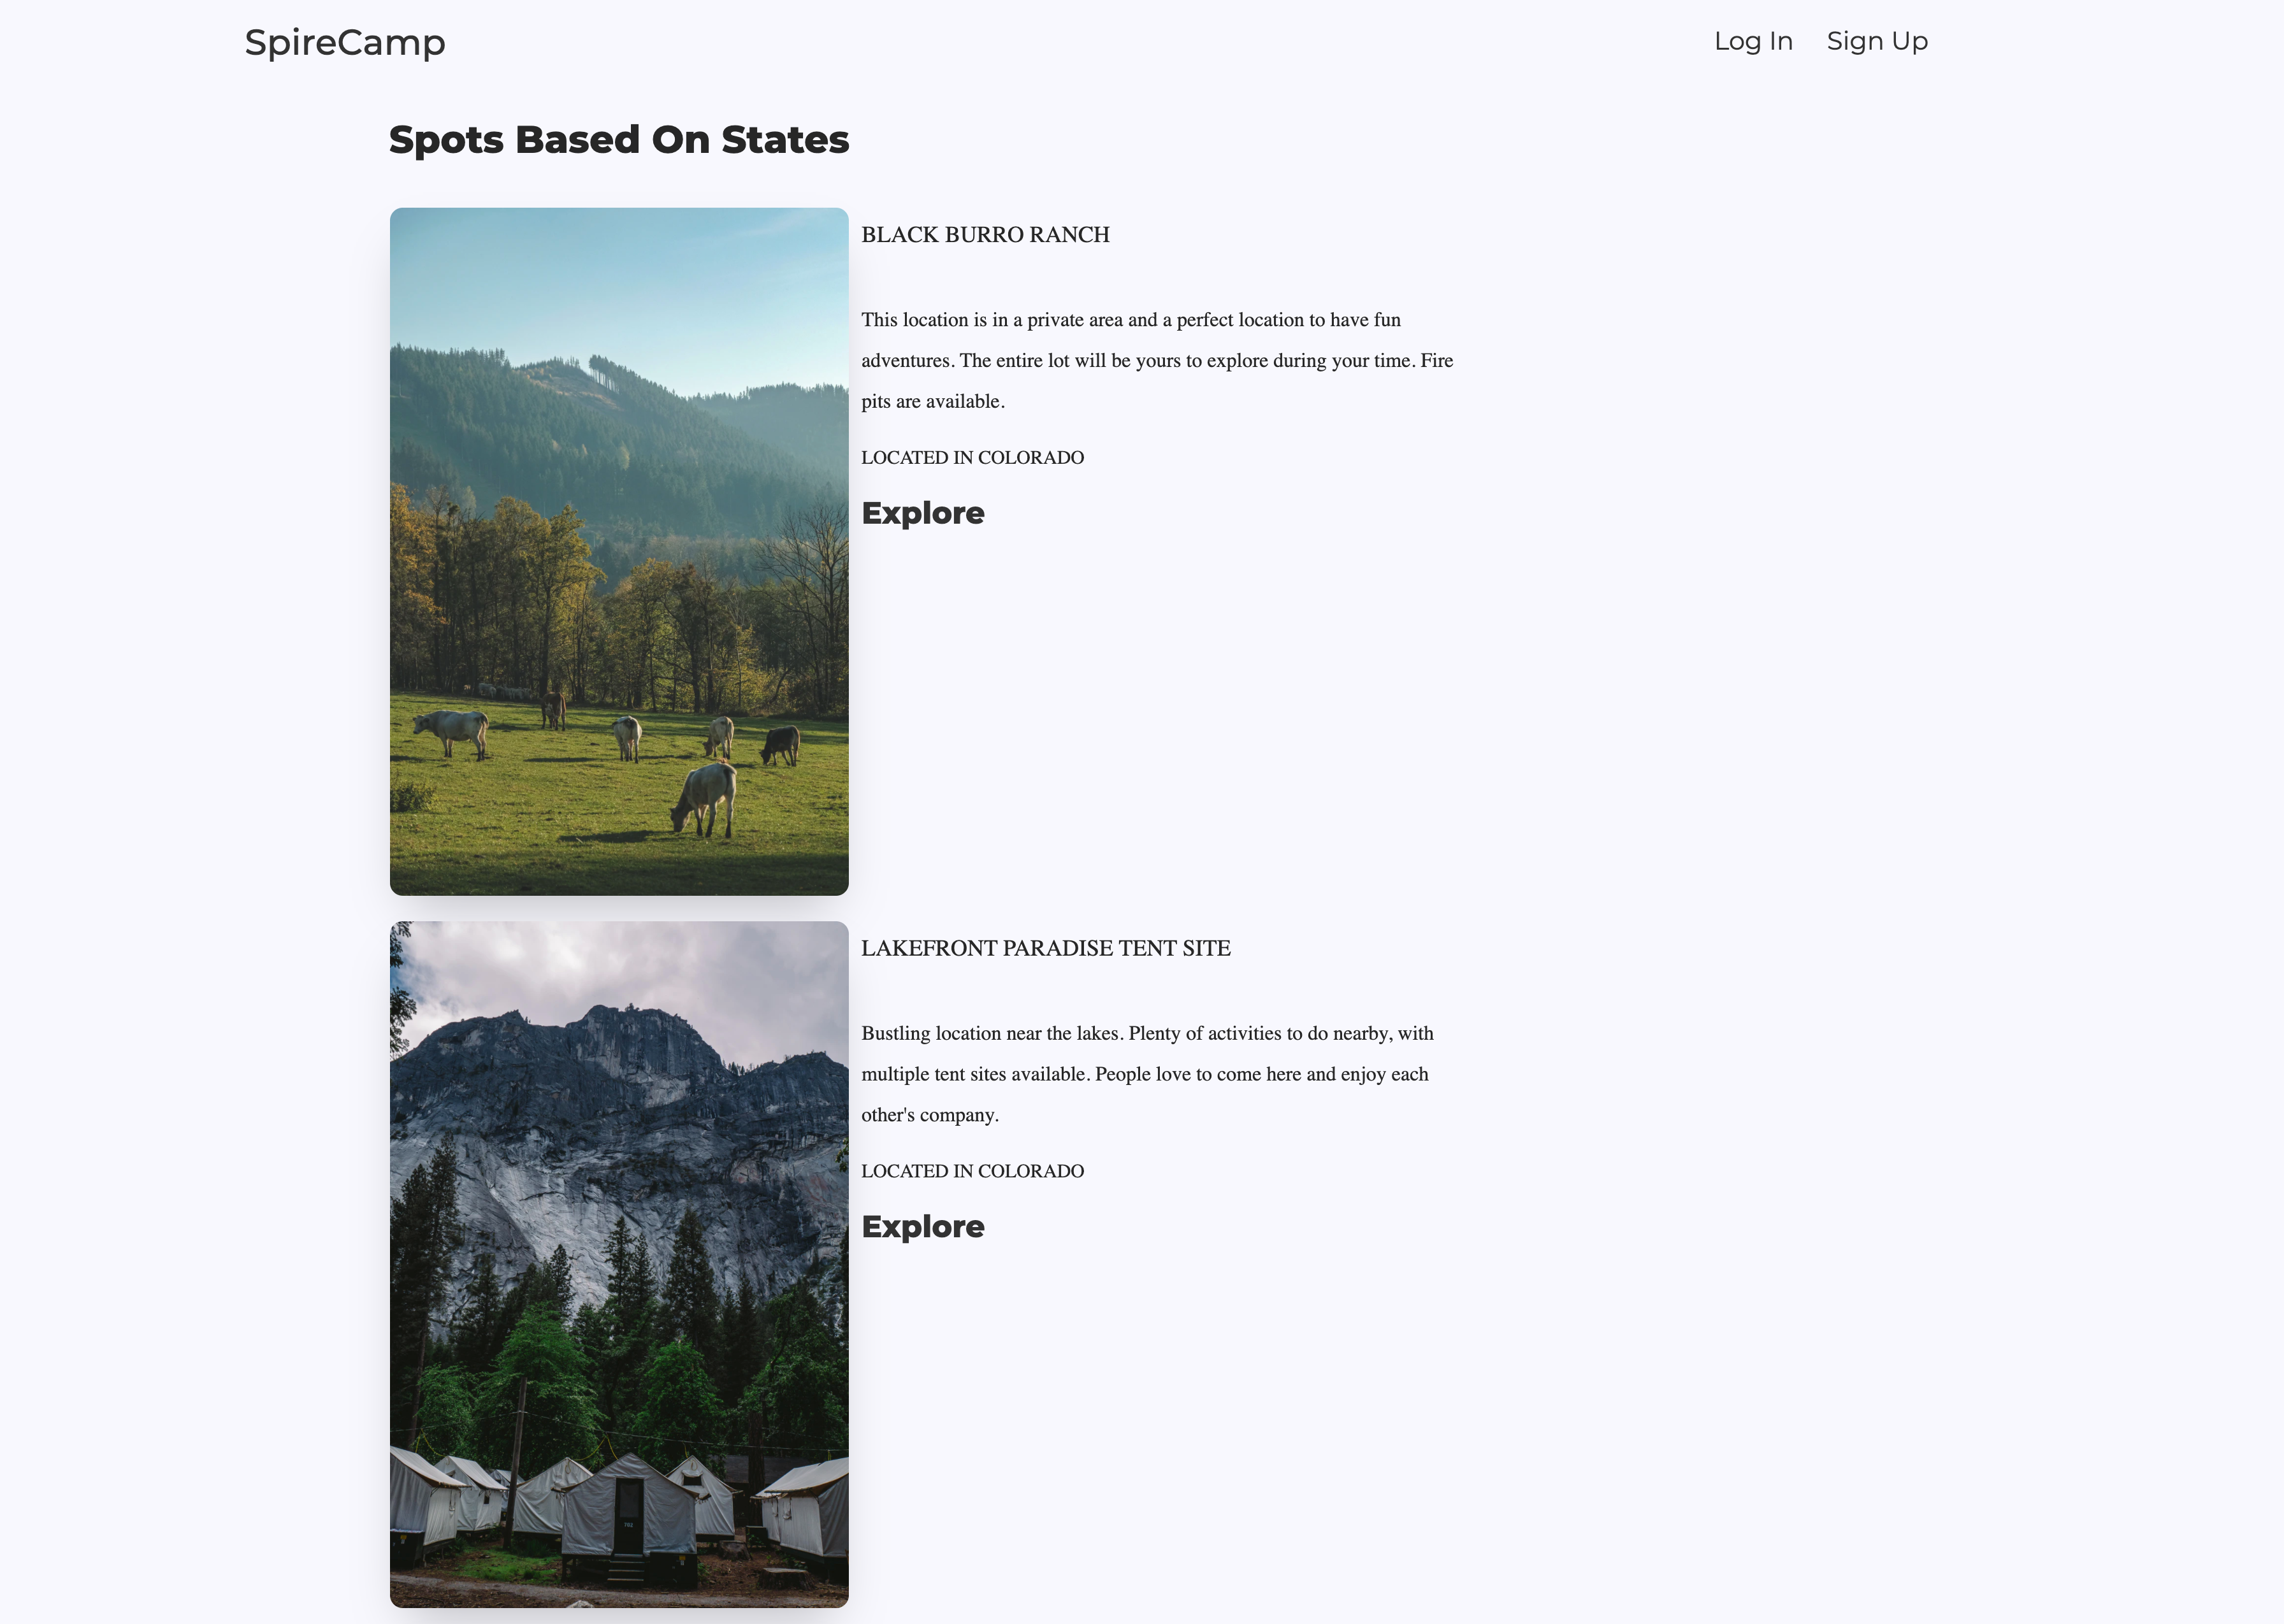 SpireCamp
Log In
Sign Up
Spots Based On States
BLACK BURRO RANCH
This location is in a private area and a perfect location to have fun
adventures. The entire lot will be yours to explore during your time. Fire
pits are available.
LOCATED IN COLORADO
Explore
LAKEFRONT PARADISE TENT SITE
Bustling location near the lakes. Plenty of activities to do nearby, with
multiple tent sites available. People love to come here and enjoy each
other's company.
LOCATED IN COLORADO
Explore